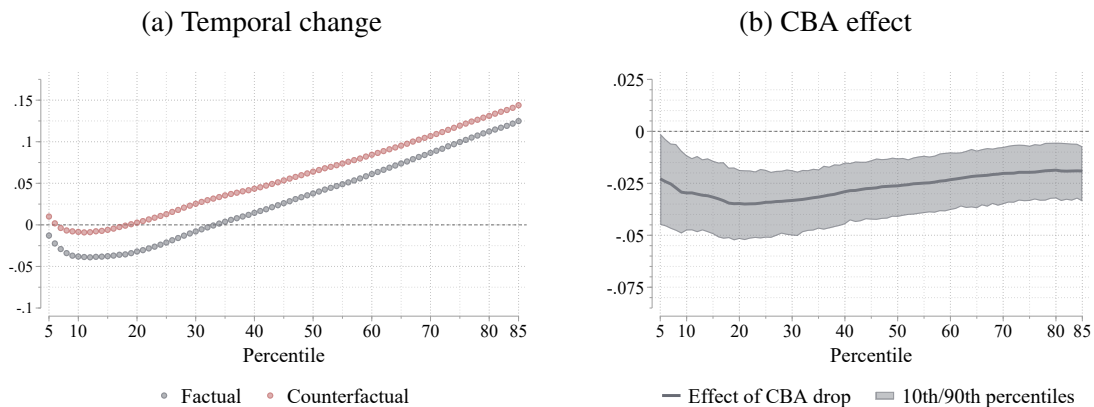 (a) Temporal change
.15
.1
.05
0
-.05
-.1
5 10 20 30 40 50 60 70 80 85
Percentile
Factual Counterfactual
(b) CBA effect
.025
0
-.025
-.05
-.075
5 10 20 30 40 50 60 70 80 85
Percentile
Effect of CBA drop 10th/90th percentiles